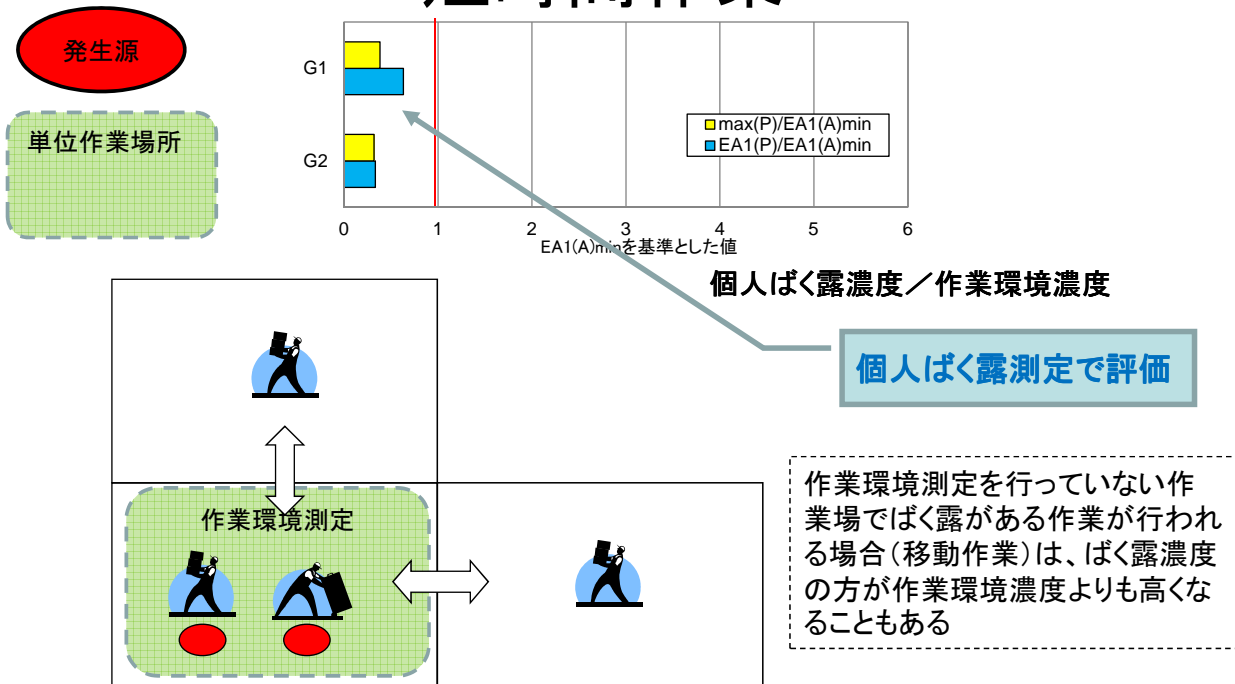 短時間作業
発生源
単位作業場所
G1
G2
max(P)/EA1(A)min
EA1(P)/EA1(A)min
0 1 2 3 4 5 6
EA1(A)minを基準とした値
個人ばく露濃度／作業環境濃度
個人ばく露測定で評価
作業環境測定
作業環境測定を行っていない作
業場でばく露がある作業が行われ
る場合（移動作業）は、ばく露濃度
の方が作業環境濃度よりも高くな
ることもある